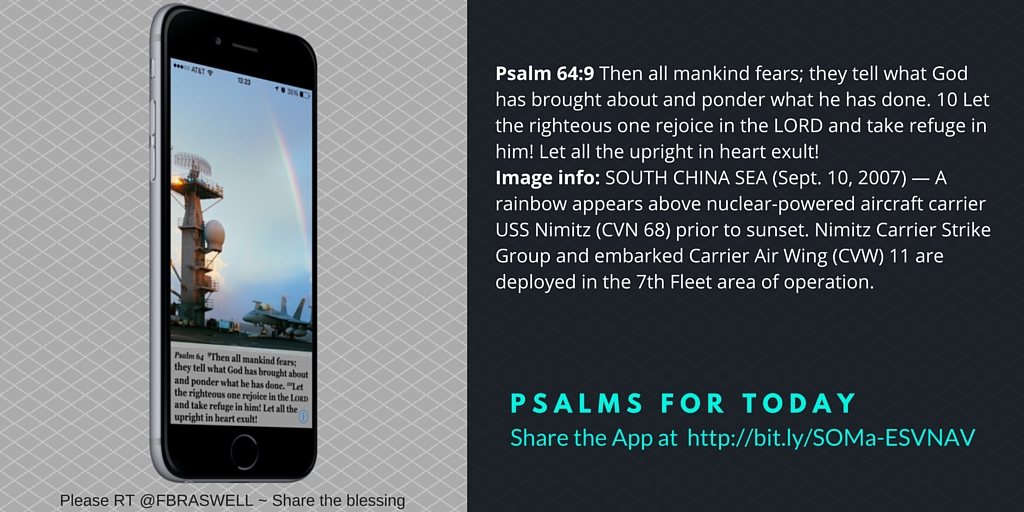 ●●●○○ AT&T
13:23
35%
Psalm 64 ⁹Then all mankind fears;
they tell what God has brought about
and ponder what he has done. ¹⁰Let
the righteous one rejoice in the LORD
and take refuge in him! Let all the
upright in heart exult!
Please RT @FBRASWELL ~ Share the blessing
Psalm 64:9 Then all mankind fears; they tell what God
has brought about and ponder what he has done. 10 Let
the righteous one rejoice in the LORD and take refuge in
him! Let all the upright in heart exult!
Image info: SOUTH CHINA SEA (Sept. 10, 2007) — A
rainbow appears above nuclear-powered aircraft carrier
USS Nimitz (CVN 68) prior to sunset. Nimitz Carrier Strike
Group and embarked Carrier Air Wing (CVW) 11 are
deployed in the 7th Fleet area of operation.
PSALMS FOR TODAY
Share the App at http://bit.ly/SOMa-ESVNAV